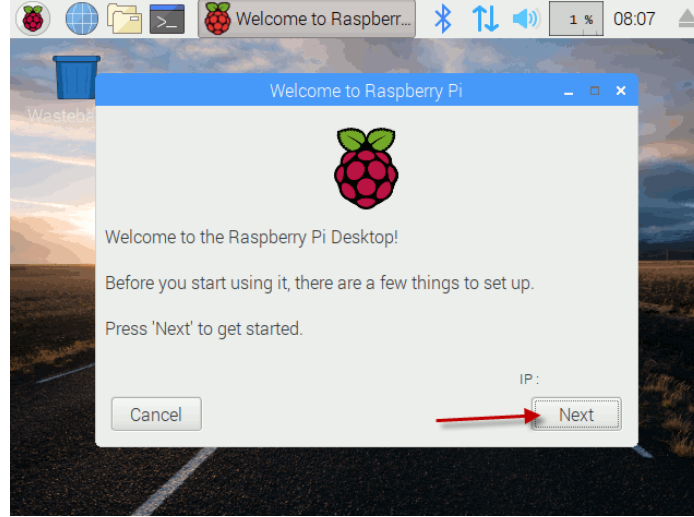 Welcome to Raspberr...
1 %
08:07
Welcome to Raspberry Pi
Welcome to the Raspberry Pi Desktop!
Before you start using it, there are a few things to set up.
Press 'Next' to get started.
IP :
Cancel
Next